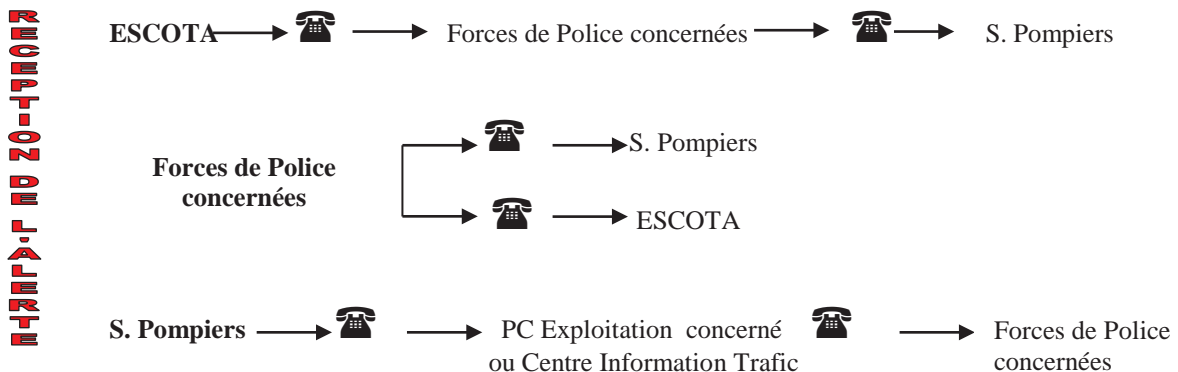 RECEPTION DE L'ALERTE
ESCOTA Forces de Police concernées S. Pompiers
S. Pompiers
Forces de Police
concernées
ESCOTA
S. Pompiers PC Exploitation concerné Forces de Police
ou Centre Information Trafic concernées